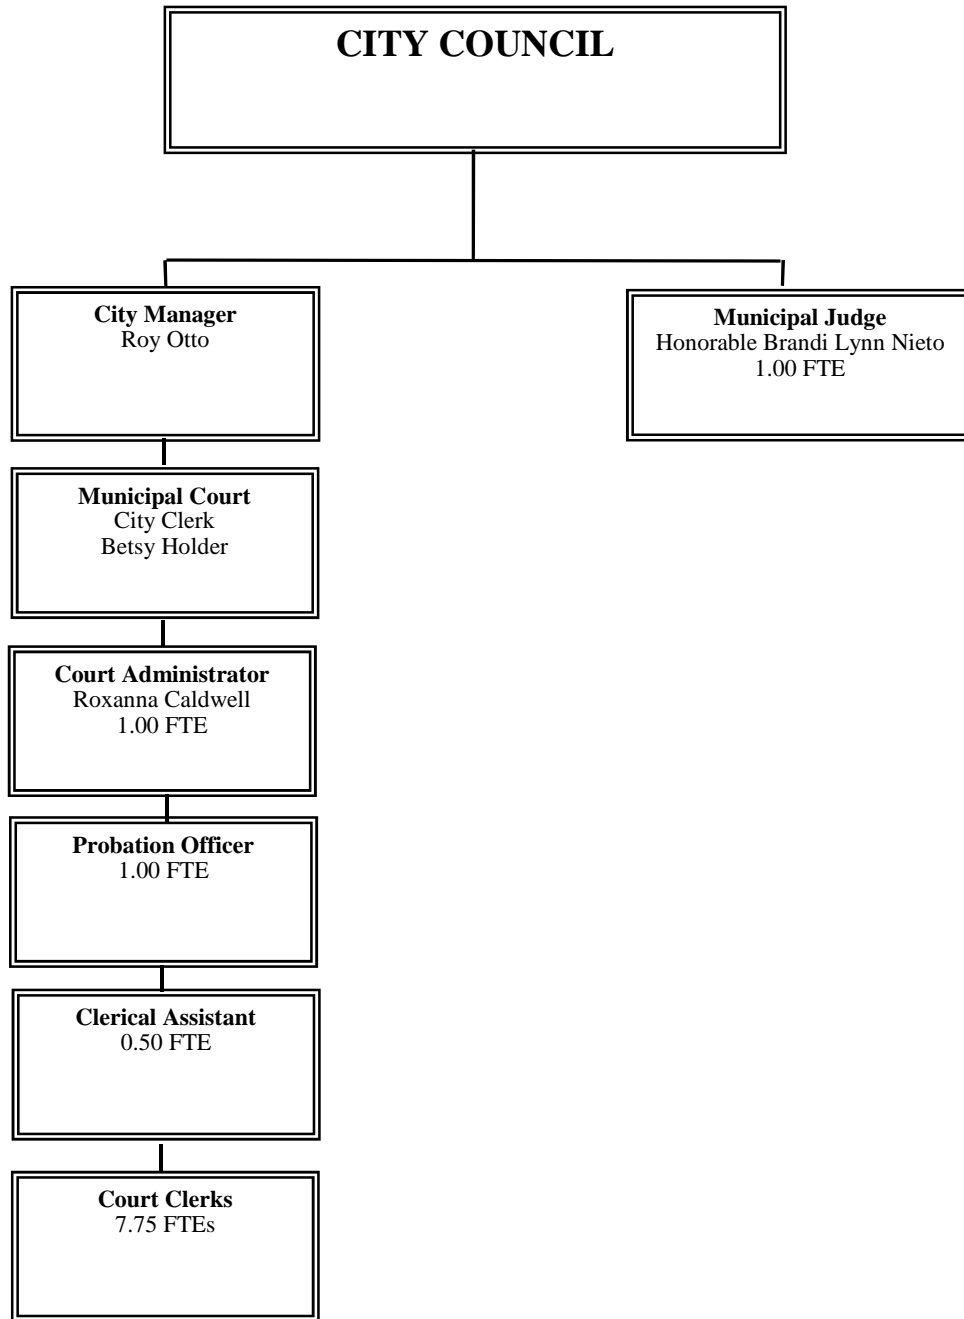 CITY COUNCIL
City Manager
Roy Otto
Municipal Judge
Honorable Brandi Lynn Nieto
1.00 FTE
Municipal Court
City Clerk
Betsy Holder
Court Administrator
Roxanna Caldwell
1.00 FTE
Probation Officer
1.00 FTE
Clerical Assistant
0.50 FTE
Court Clerks
7.75 FTEs